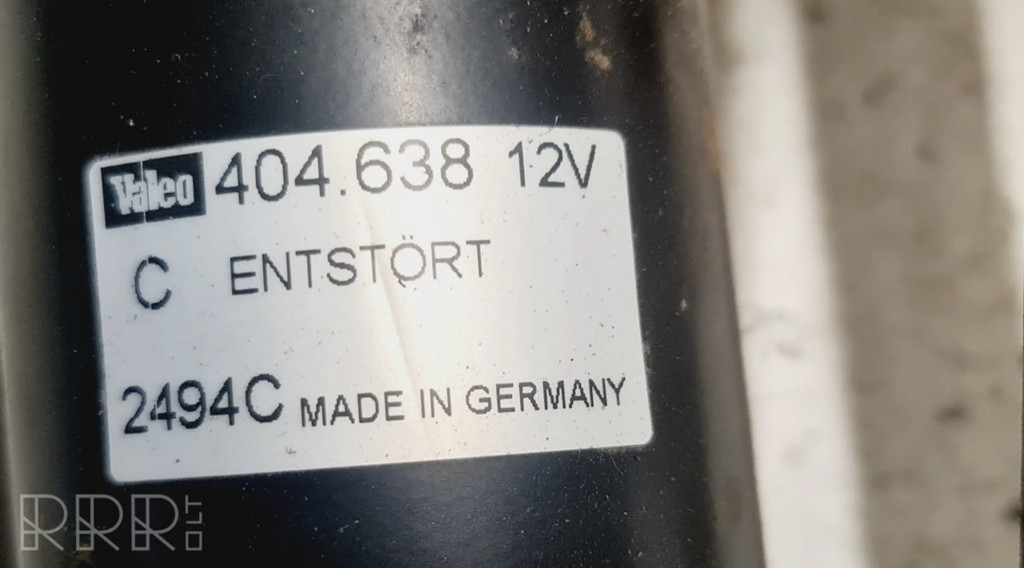 Valeo 404.638 12V
C ENTSTÖRT
2494C MADE IN GERMANY
RRR.LT